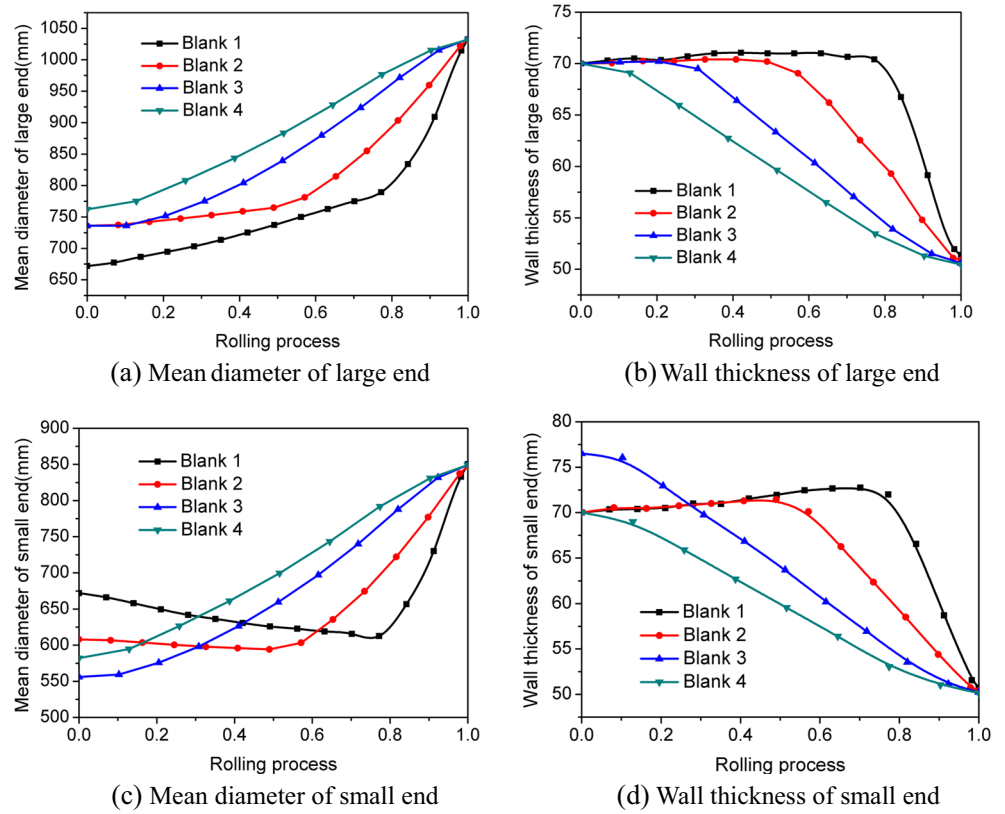 Mean diameter of large end(mm)
1050
1000
950
900
850
800
750
700
650
Blank 1
Blank 2
Blank 3
Blank 4
0.0 0.2 0.4 0.6 0.8 1.0
Rolling process
(a) Mean diameter of large end
Wall thickness of large end(mm)
75
70
65
60
55
50
Blank 1
Blank 2
Blank 3
Blank 4
0.0 0.2 0.4 0.6 0.8 1.0
Rolling process
(b) Wall thickness of large end
Mean diameter of small end(mm)
900
850
800
750
700
650
600
550
500
Blank 1
Blank 2
Blank 3
Blank 4
0.0 0.2 0.4 0.6 0.8 1.0
Rolling process
(c) Mean diameter of small end
Wall thickness of small end(mm)
80
75
70
65
60
55
50
Blank 1
Blank 2
Blank 3
Blank 4
0.0 0.2 0.4 0.6 0.8 1.0
Rolling process
(d) Wall thickness of small end